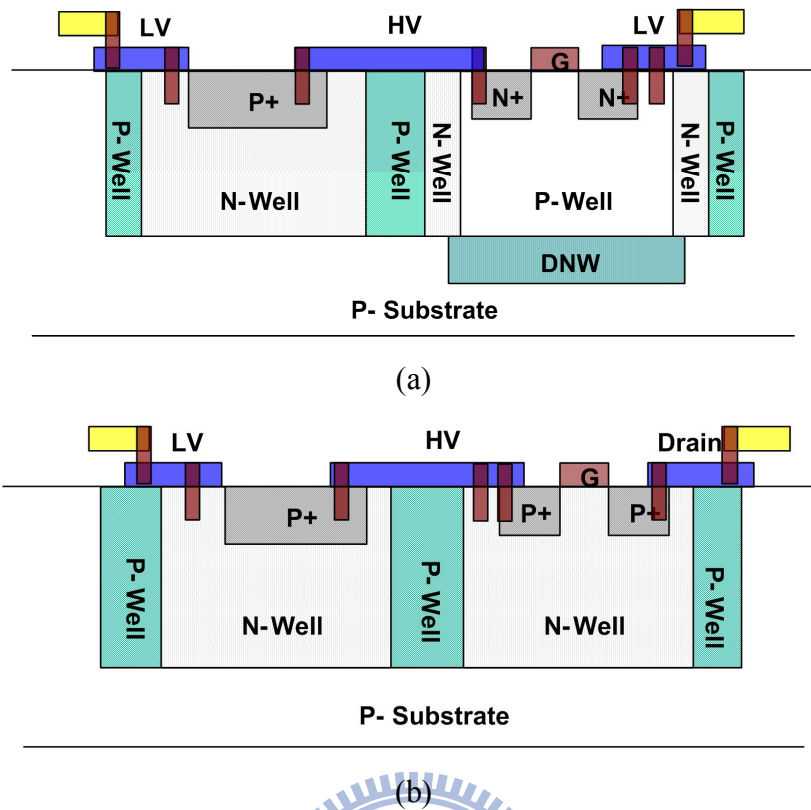 LV HV LV
G
P+ N+ N+
P- Well N-Well P- Well N- Well P-Well N- Well P- Well
DNW
P- Substrate
(a)
LV HV Drain
G
P+ P+ P+
P- Well N-Well P- Well N-Well P- Well
P- Substrate
(b)